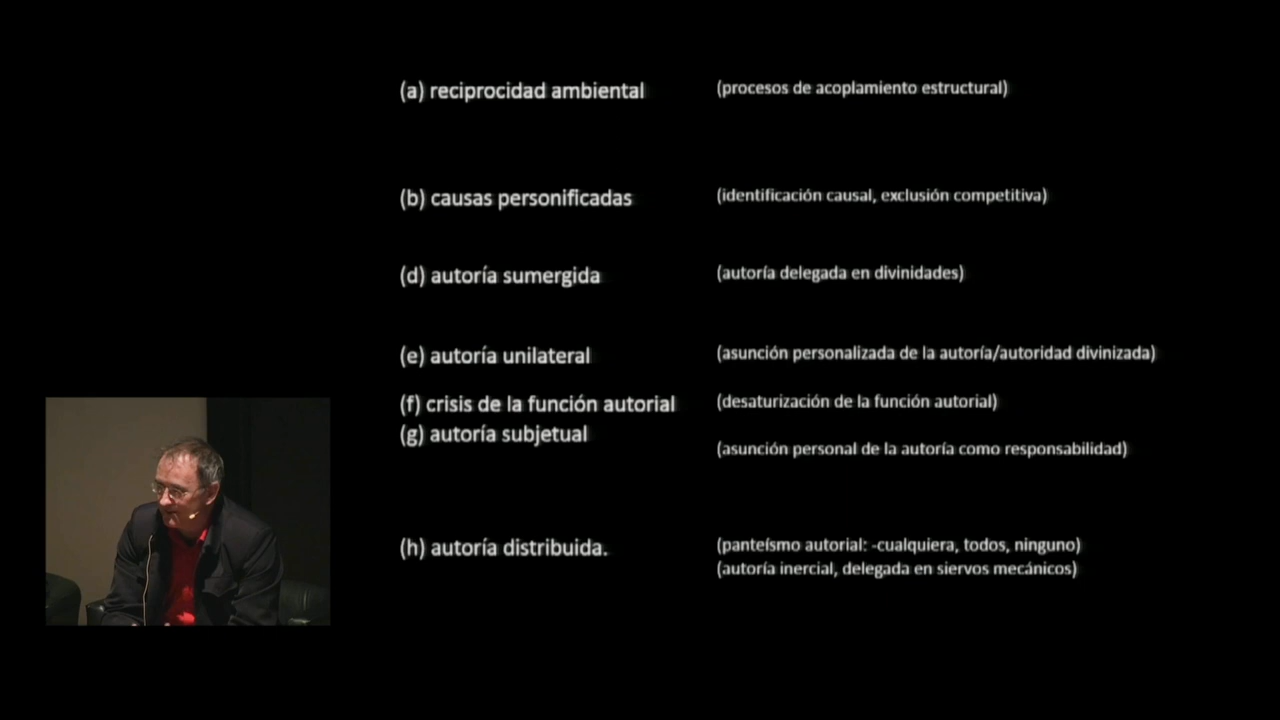 (a) reciprocidad ambiental (procesos de acoplamiento estructural)
(b) causas personificadas (identificación causal, exclusión competitiva)
(d) autoría sumergida (autoría delegada en divinidades)
(e) autoría unilateral (asunción personalizada de la autoría/autoridad divinizada)
(f) crisis de la función autorial (desaturización de la función autorial)
(g) autoría subjetual (asunción personal de la autoría como responsabilidad)
(h) autoría distribuida. (panteísmo autorial: -cualquiera, todos, ninguno)
(autoría inercial, delegada en siervos mecánicos)